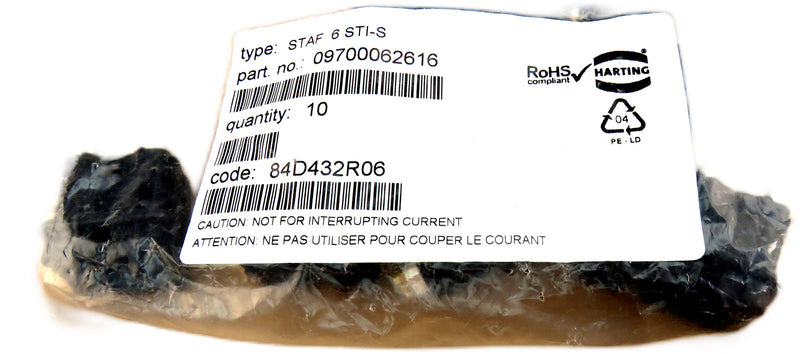 type: STAF 6 STI-S
part. no.: 09700062616
quantity: 10
code: 84D432R06
CAUTION: NOT FOR INTERRUPTING CURRENT
ATTENTION: NE PAS UTILISER POUR COUPER LE COURANT
RoHS
compliant
HARTING
04
PE-LD